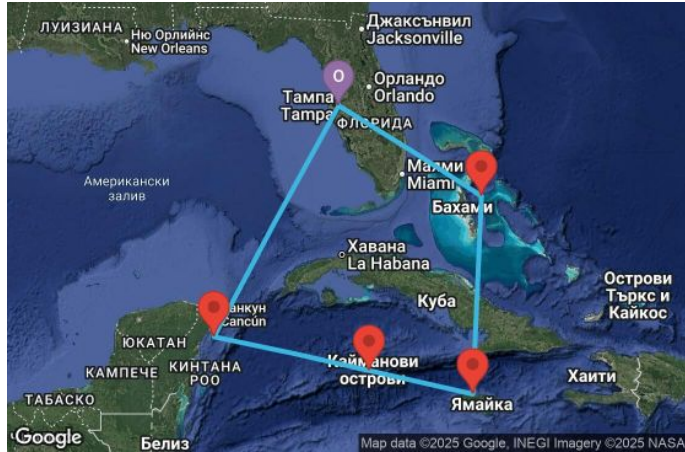 ЛУИЗИАНА
Ню Орлийнс
New Orleans
Джаксънвил
Jacksonville
О
Орландо
Orlando
Тампа
Tampa
ФЛОРИДА
Маями
Miami
Американски
залив
Бахами
Хавана
La Habana
Острови
Търкс и
Кайкос
Куба
анкун
Cancún
ЮКАТАН
Кайманови
острови
КАМПЕЧЕ
КИНТАНА
РОО
Хаити
ТАБАСКО
Ямайка
Google
Белиз
Map data ©2025 Google, INEGI Imagery ©2025 NASA